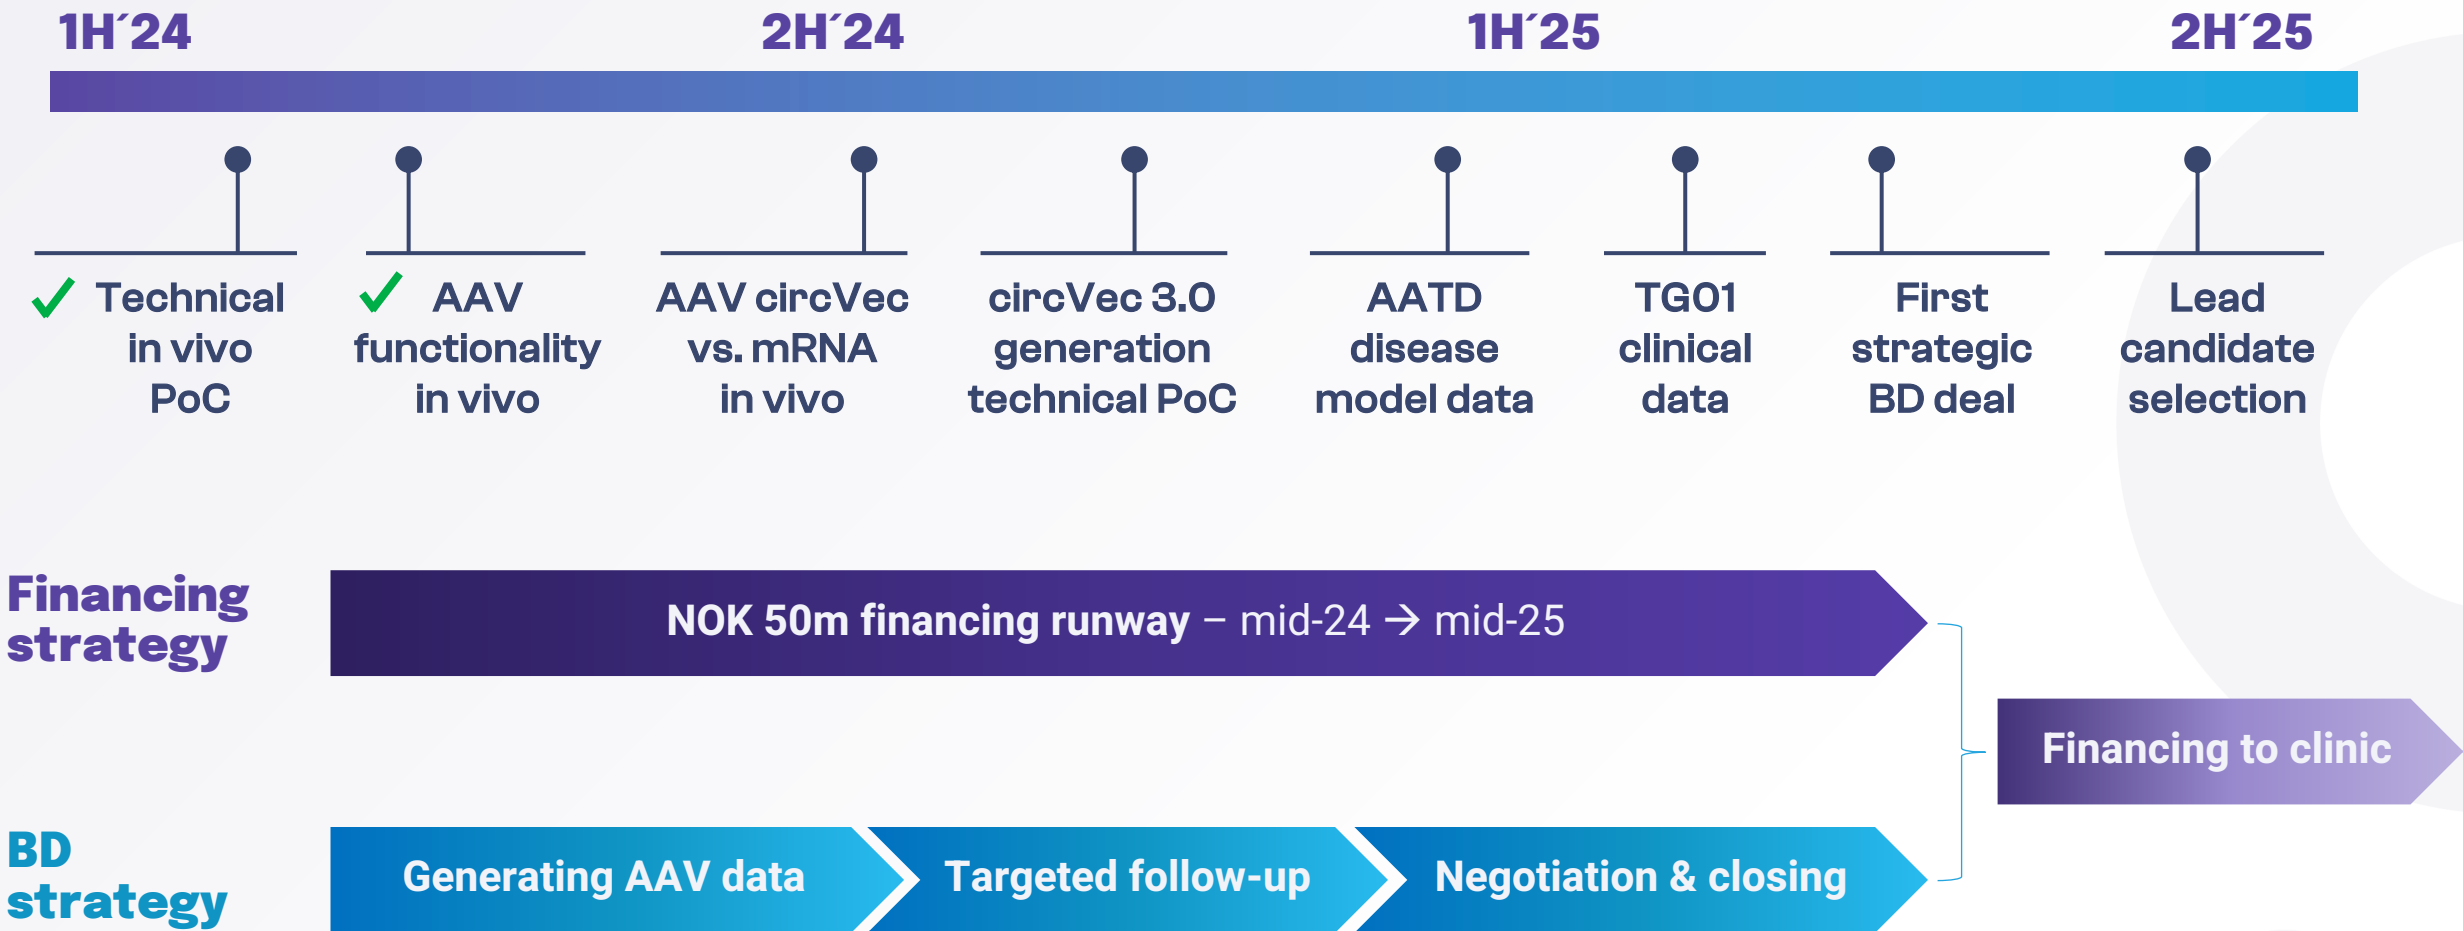 1H´24
2H´24
1H´25
2H´25
Technical
in vivo
PoC
AAV
functionality
in vivo
AAV circVec
vs. mRNA
in vivo
circVec 3.0
generation
technical PoC
AATD
disease
model data
TG01
clinical
data
First
strategic
BD deal
Lead
candidate
selection
Financing
strategy
NOK 50m financing runway – mid-24 → mid-25
Financing to clinic
BD
strategy
Generating AAV data
Targeted follow-up
Negotiation & closing